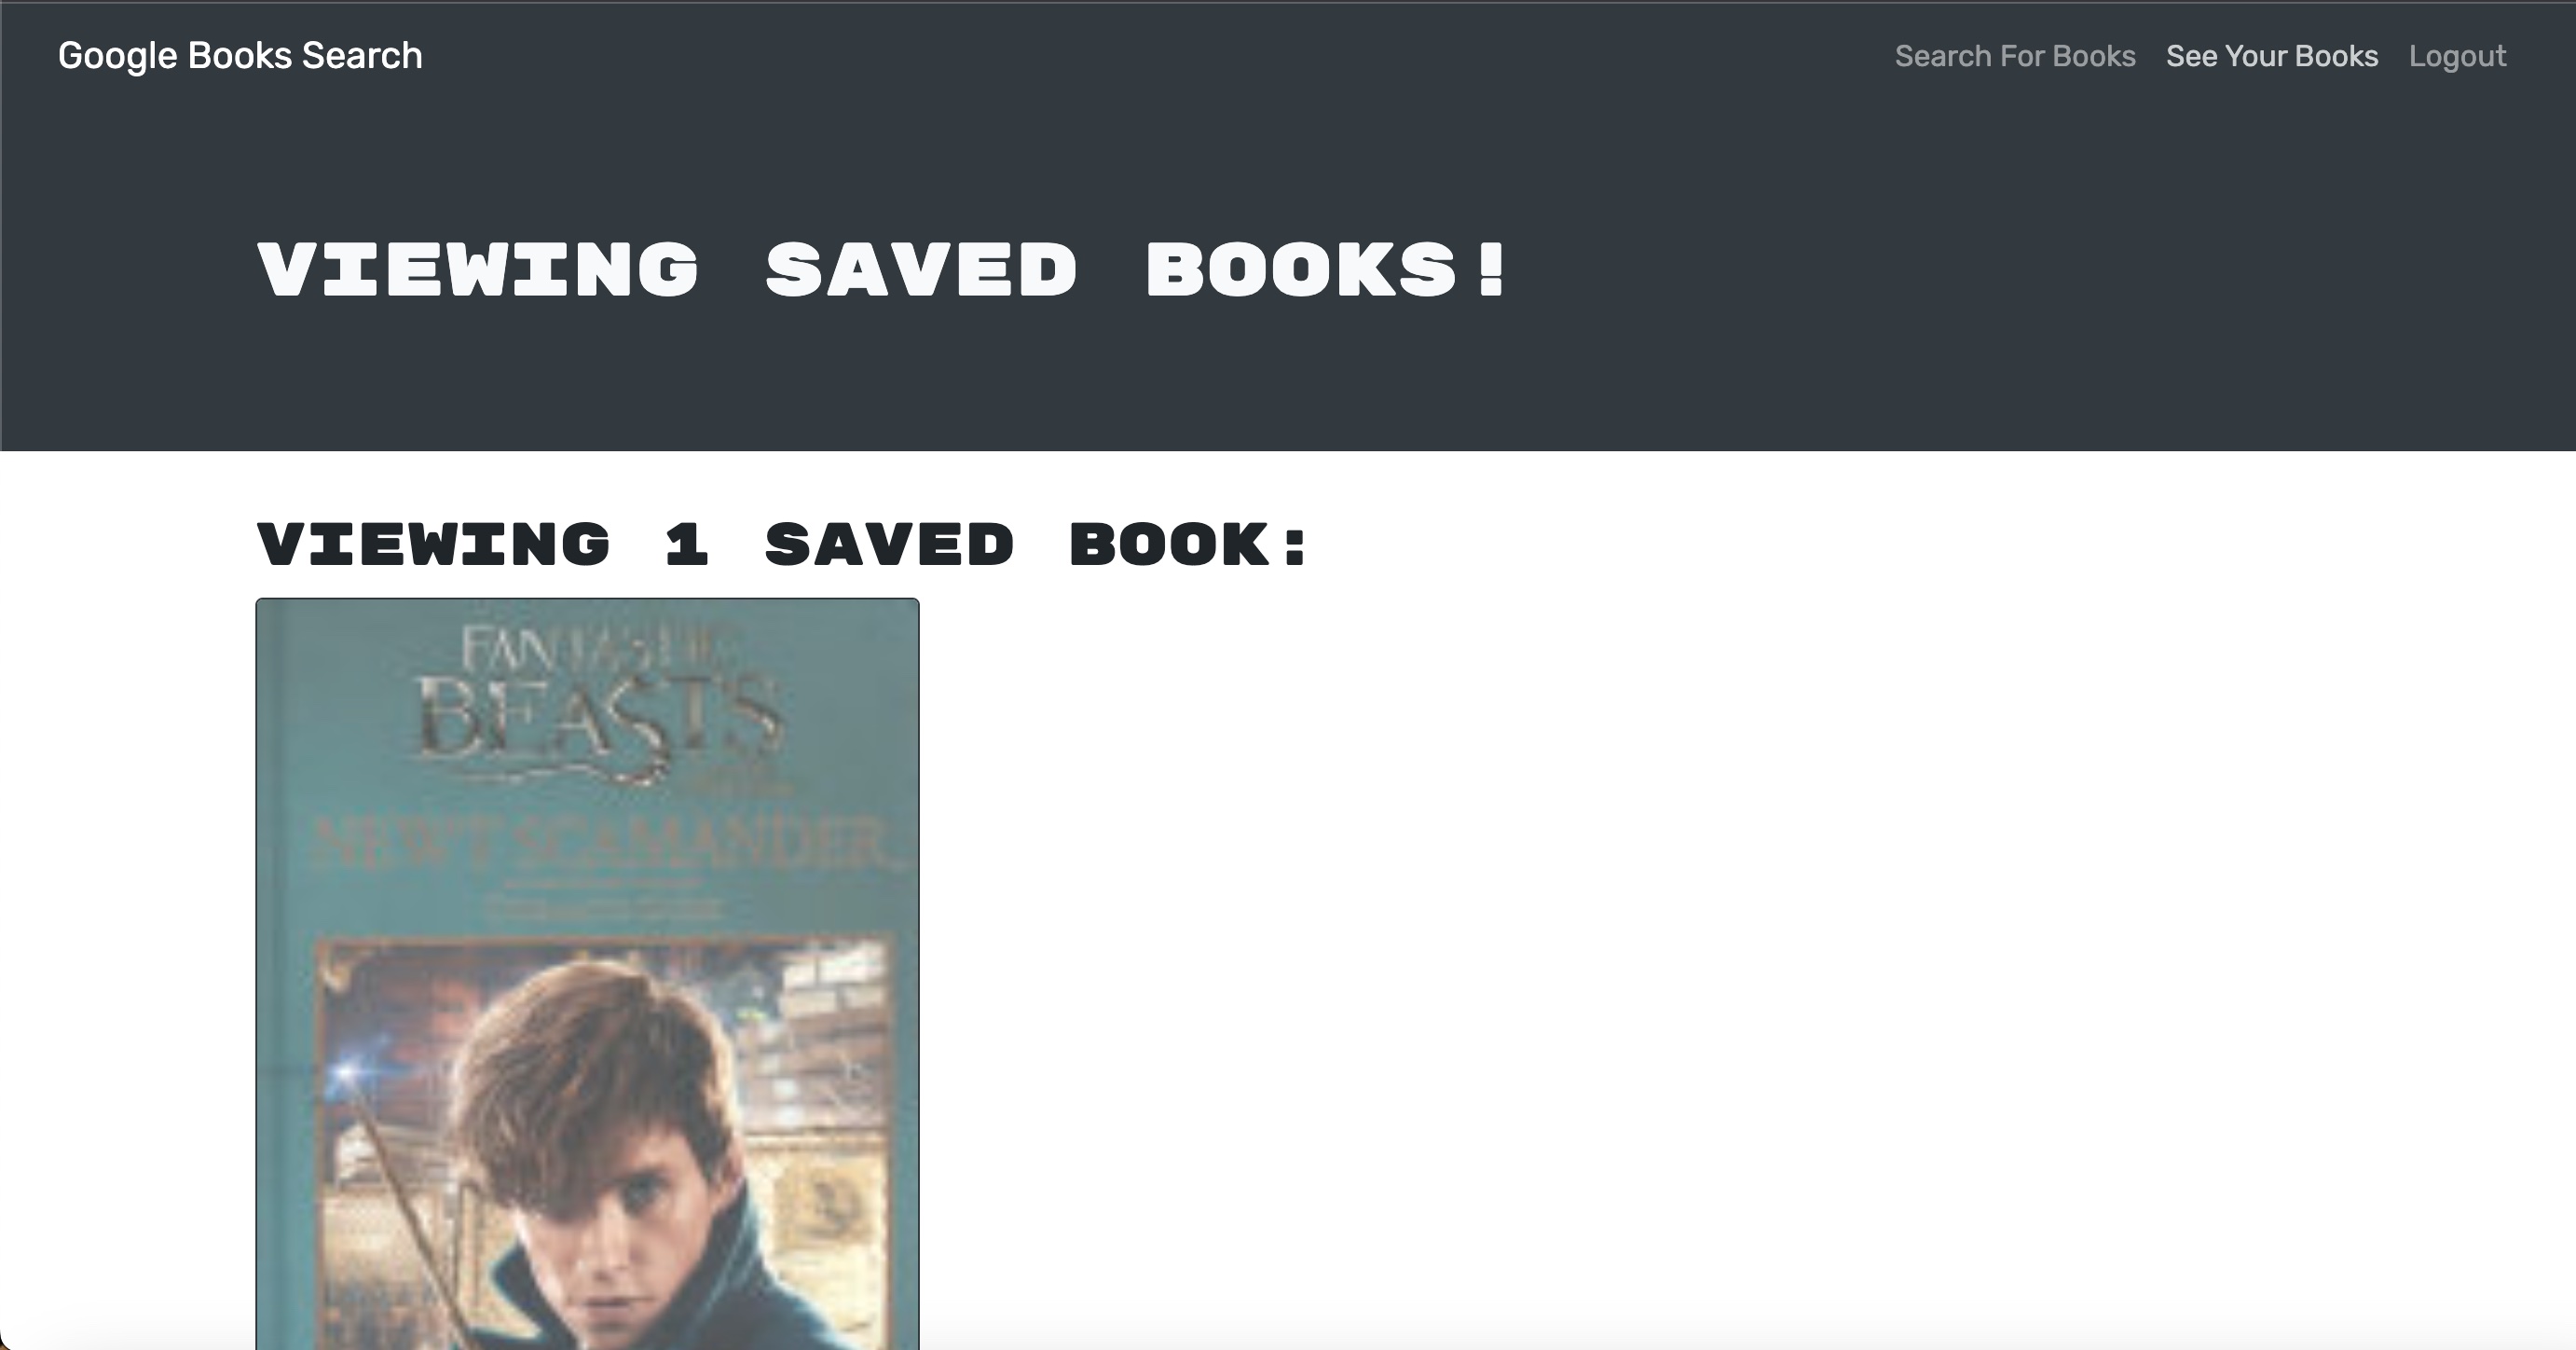 Google Books Search
Search For Books See Your Books Logout
VIEWING SAVED BOOKS!
VIEWING 1 SAVED BOOK:
FANTASTIC
BEASTS
NEWT SCAMANDER